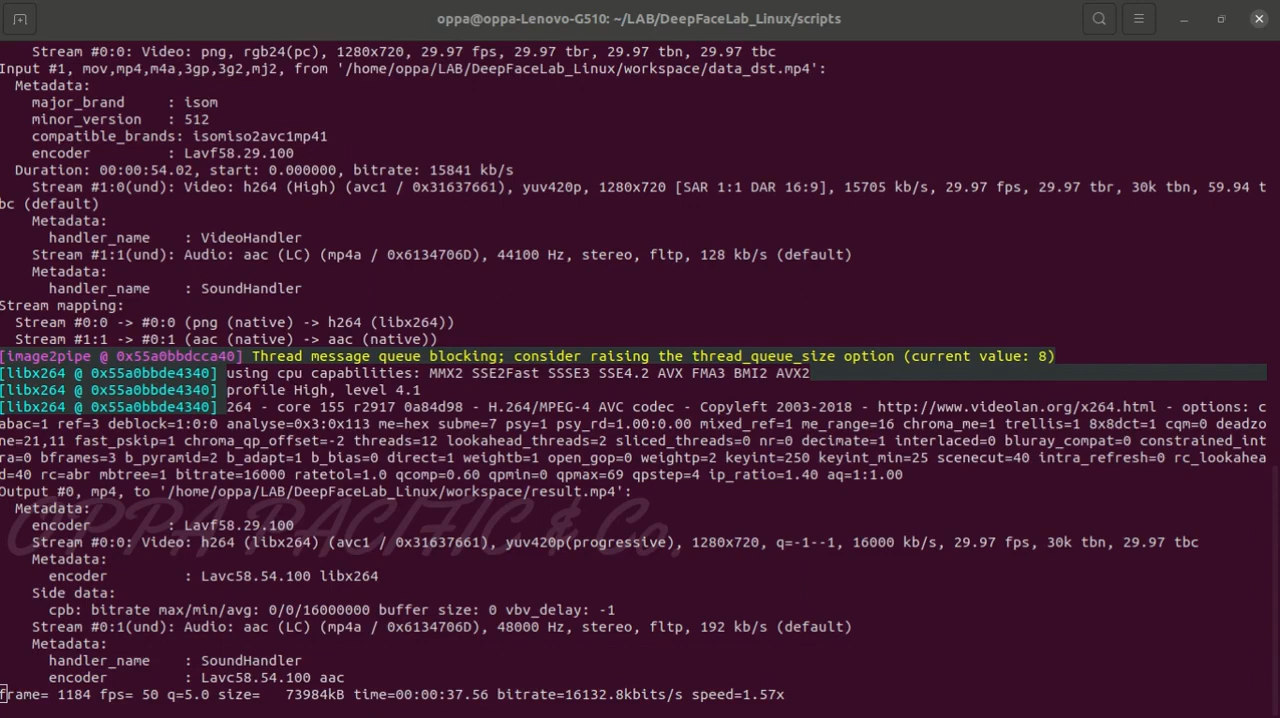 oppa@oppa-Lenovo-G510: ~/LAB/DeepFaceLab_Linux/scripts
Stream #0:0: Video: png, rgb24(pc), 1280x720, 29.97 fps, 29.97 tbr, 29.97 tbn, 29.97 tbc
Input #1, mov,mp4,m4a,3gp,3g2,mj2, from '/home/oppa/LAB/DeepFaceLab_Linux/workspace/data_dst.mp4':
Metadata:
major_brand     : isom
minor_version   : 512
compatible_brands: isomiso2avc1mp41
encoder         : Lavf58.29.100
Duration: 00:00:54.02, start: 0.000000, bitrate: 15841 kb/s
Stream #1:0(und): Video: h264 (High) (avc1 / 0x31637661), yuv420p, 1280x720 [SAR 1:1 DAR 16:9], 15705 kb/s, 29.97 fps, 29.97 tbr, 30k tbn, 59.94 t
bc (default)
Metadata:
handler_name    : VideoHandler
Stream #1:1(und): Audio: aac (LC) (mp4a / 0x6134706D), 44100 Hz, stereo, fltp, 128 kb/s (default)
Metadata:
handler_name    : SoundHandler
Stream mapping:
Stream #0:0 -> #0:0 (png (native) -> h264 (libx264))
Stream #1:1 -> #0:1 (aac (native) -> aac (native))
[image2pipe @ 0x55a0bbdcca40] Thread message queue blocking; consider raising the thread_queue_size option (current value: 8)
[libx264 @ 0x55a0bbde4340] using cpu capabilities: MMX2 SSE2Fast SSSE3 SSE4.2 AVX FMA3 BMI2 AVX2
[libx264 @ 0x55a0bbde4340] profile High, level 4.1
[libx264 @ 0x55a0bbde4340] 264 - core 155 r2917 0a84d98 - H.264/MPEG-4 AVC codec - Copyleft 2003-2018 - http://www.videolan.org/x264.html - options: c
abac=1 ref=3 deblock=1:0:0 analyse=0x3:0x113 me=hex subme=7 psy=1 psy_rd=1.00:0.00 mixed_ref=1 me_range=16 chroma_me=1 trellis=1 8x8dct=1 cqm=0 deadzo
ne=21,11 fast_pskip=1 chroma_qp_offset=-2 threads=12 lookahead_threads=2 sliced_threads=0 nr=0 decimate=1 interlaced=0 bluray_compat=0 constrained_int
ra=0 bframes=3 b_pyramid=2 b_adapt=1 b_bias=0 direct=1 weightb=1 open_gop=0 weightp=2 keyint=250 keyint_min=25 scenecut=40 intra_refresh=0 rc_lookahea
d=40 rc=abr mbtree=1 bitrate=16000 ratetol=1.0 qcomp=0.60 qpmin=0 qpmax=69 qpstep=4 ip_ratio=1.40 aq=1:1.00
Output #0, mp4, to '/home/oppa/LAB/DeepFaceLab_Linux/workspace/result.mp4':
Metadata:
encoder         : Lavf58.29.100
OPPA PACIFIC & Co.
Stream #0:0: Video: h264 (libx264) (avc1 / 0x31637661), yuv420p(progressive), 1280x720, q=-1--1, 16000 kb/s, 29.97 fps, 30k tbn, 29.97 tbc
Metadata:
encoder         : Lavc58.54.100 libx264
Side data:
cpb: bitrate max/min/avg: 0/0/16000000 buffer size: 0 vbv_delay: -1
Stream #0:1(und): Audio: aac (LC) (mp4a / 0x6134706D), 48000 Hz, stereo, fltp, 192 kb/s (default)
Metadata:
handler_name    : SoundHandler
encoder         : Lavc58.54.100 aac
frame= 1184 fps= 50 q=5.0 size=   73984kB time=00:00:37.56 bitrate=16132.8kbits/s speed=1.57x